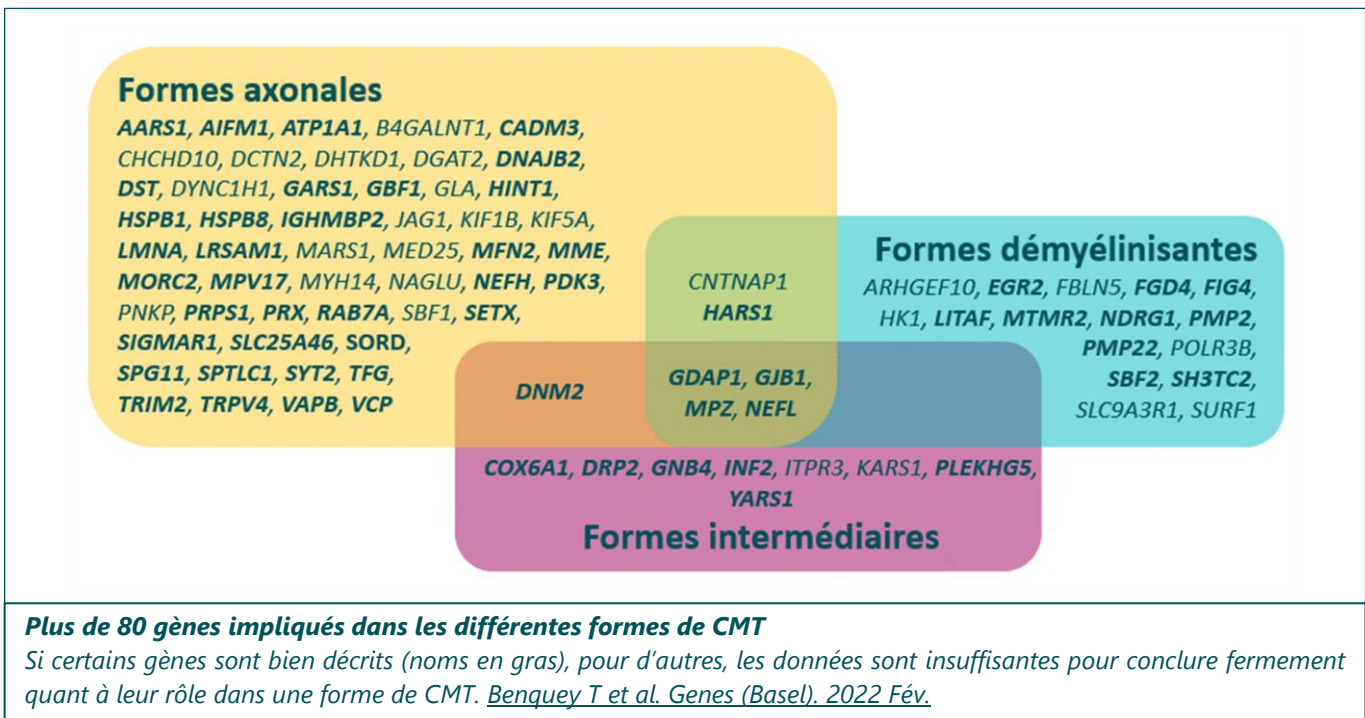 Formes axonales
AARS1, AIFM1, ATP1A1, B4GALNT1, CADM3,
CHCHD10, DCTN2, DHTKD1, DGAT2, DNAJB2,
DST, DYNC1H1, GARS1, GBF1, GLA, HINT1,
HSPB1, HSPB8, IGHMBP2, JAG1, KIF1B, KIF5A,
LMNA, LRSAM1, MARS1, MED25, MFN2, MME,
MORC2, MPV17, MYH14, NAGLU, NEFH, PDK3,
PNKP, PRPS1, PRX, RAB7A, SBF1, SETX,
SIGMAR1, SLC25A46, SORD,
SPG11, SPTLC1, SYT2, TFG,
TRIM2, TRPV4, VAPB, VCP
CNTNAP1
HARS1
Formes démyélinisantes
ARHGEF10, EGR2, FBLN5, FGD4, FIG4,
HK1, LITAF, MTMR2, NDRG1, PMP2,
PMP22, POLR3B,
SBF2, SH3TC2,
SLC9A3R1, SURF1
DNM2
GDAP1, GJB1,
MPZ, NEFL
COX6A1, DRP2, GNB4, INF2, ITPR3, KARS1, PLEKHG5,
YARS1
Formes intermédiaires
Plus de 80 gènes impliqués dans les différentes formes de CMT
Si certains gènes sont bien décrits (noms en gras), pour d'autres, les données sont insuffisantes pour conclure fermement
quant à leur rôle dans une forme de CMT. Benquey T et al. Genes (Basel). 2022 Fév.